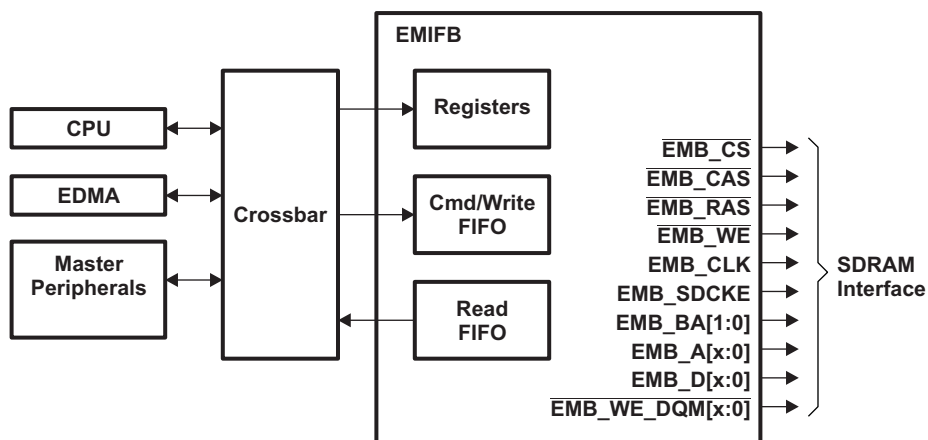 EMIFB
CPU
EDMA
Master
Peripherals
Crossbar
Registers
Cmd/Write
FIFO
Read
FIFO
EMB_CS
EMB_CAS
EMB_RAS
EMB_WE
EMB_CLK
EMB_SDCKE
EMB_BA[1:0]
EMB_A[x:0]
EMB_D[x:0]
EMB_WE_DQM[x:0]
SDRAM
Interface